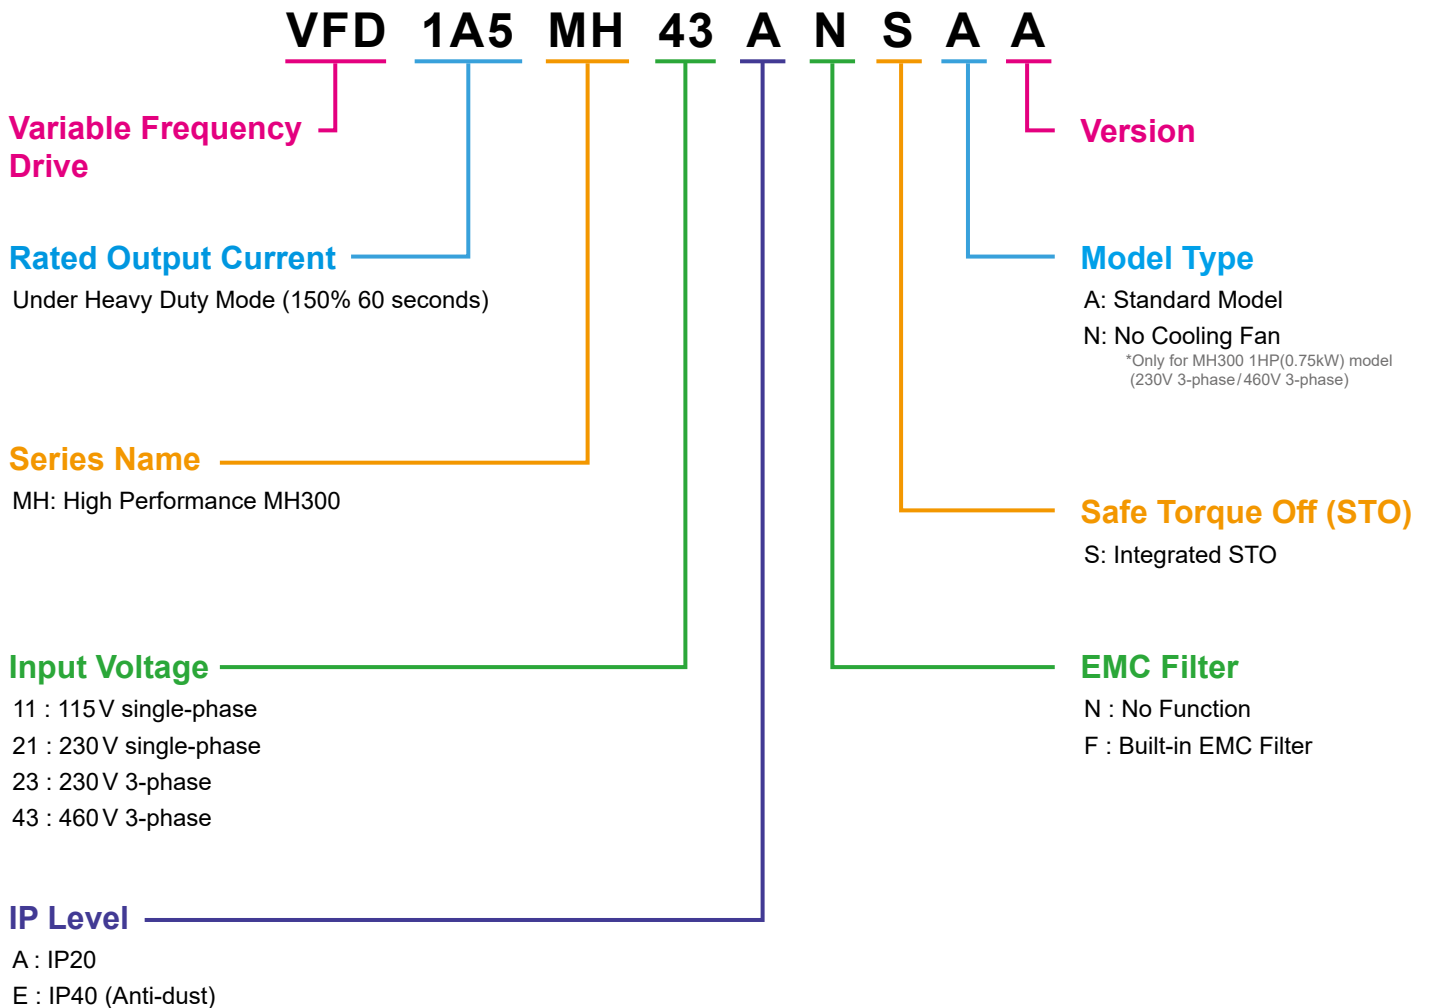 VFD 1A5 MH 43 A N S A A
Variable Frequency
Drive
Rated Output Current
Under Heavy Duty Mode (150% 60 seconds)
Series Name
MH: High Performance MH300
Input Voltage
11 : 115V single-phase
21 : 230V single-phase
23 : 230V 3-phase
43 : 460V 3-phase
IP Level
A : IP20
E : IP40 (Anti-dust)
Version
Model Type
A: Standard Model
N: No Cooling Fan
*Only for MH300 1HP(0.75kW) model
(230V 3-phase/460V 3-phase)
Safe Torque Off (STO)
S: Integrated STO
EMC Filter
N : No Function
F : Built-in EMC Filter